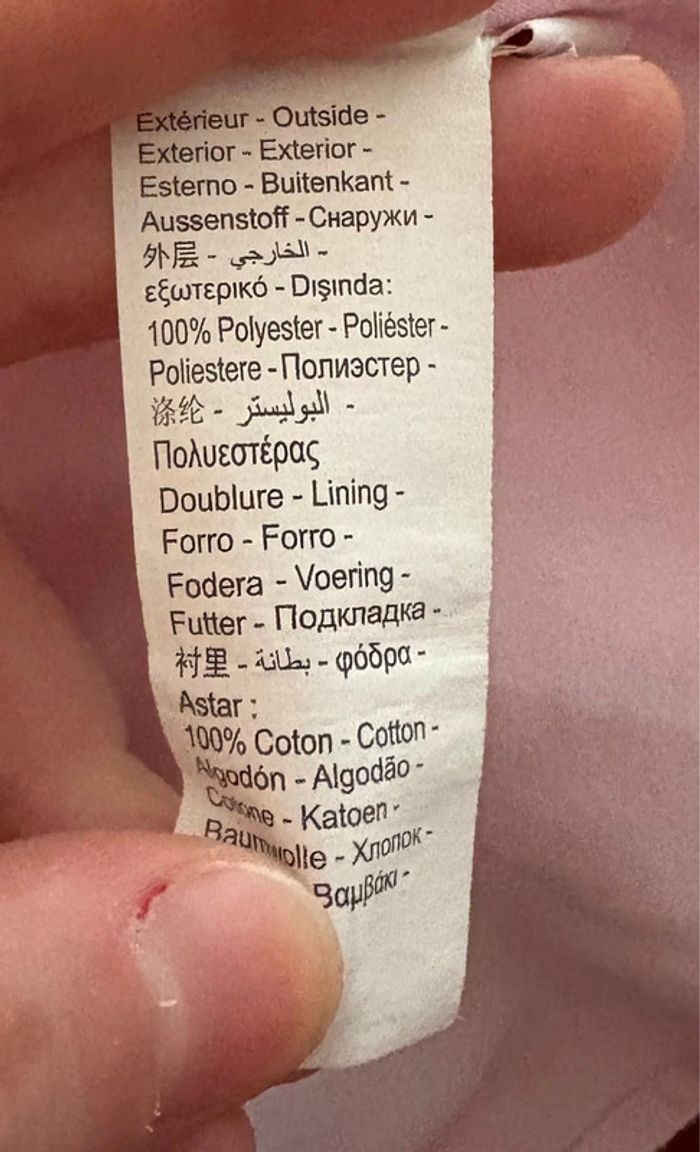 Extérieur - Outside -
Exterior - Exterior -
Esterno - Buitenkant -
Aussenstoff - Снаружи -
外层 - الخارجي -
εξωτερικό - Dışında:
100% Polyester - Poliéster -
Poliestere - Полиэстер -
涤纶 - البوليستر -
Πολυεστέρας
Doublure - Lining -
Forro - Forro -
Fodera - Voering -
Futter - Подкладка -
衬里 - بطانة - φόδρα -
Astar :
100% Coton - Cotton -
Algodón - Algodão -
Cotone - Katoen -
Baumwolle - Хлопок -
Βαμβάκι -